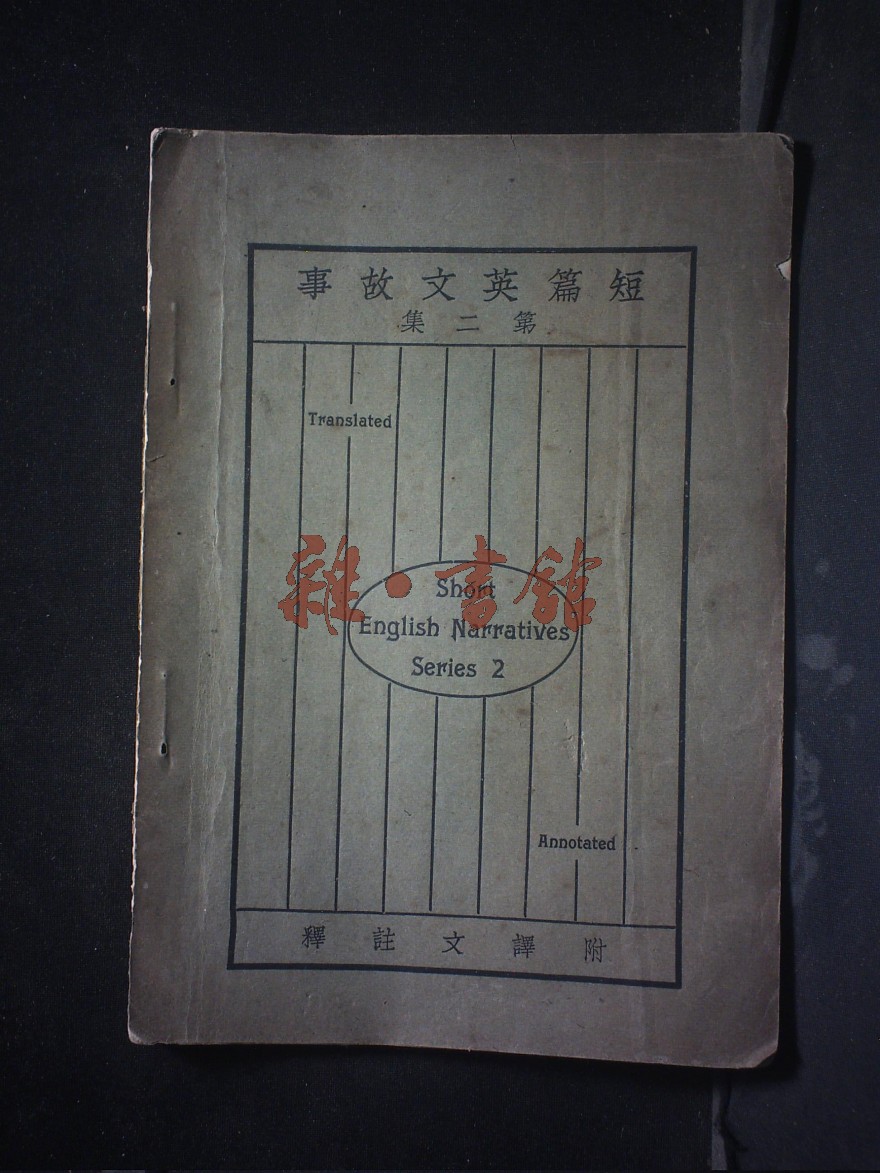 短篇英文故事
第二集
Translated
雜·書館
Short
English Narratives
Series 2
Annotated
附譯文註釋